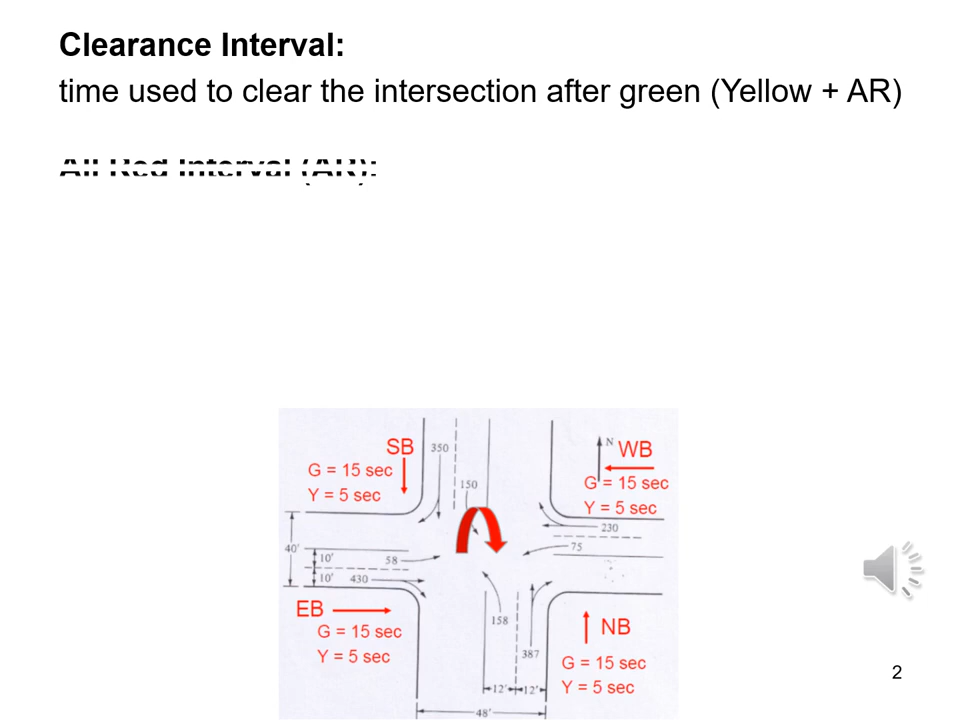 Clearance Interval:
time used to clear the intersection after green (Yellow + AR)
All Red Interval (AR):
SB
350
N
WB
G = 15 sec
Y = 5 sec
150
G = 15 sec
Y = 5 sec
230
40'
75
10'
58
10'
430
EB
158
NB
G = 15 sec
Y = 5 sec
387
G = 15 sec
Y = 5 sec
12'
12'
48'
2